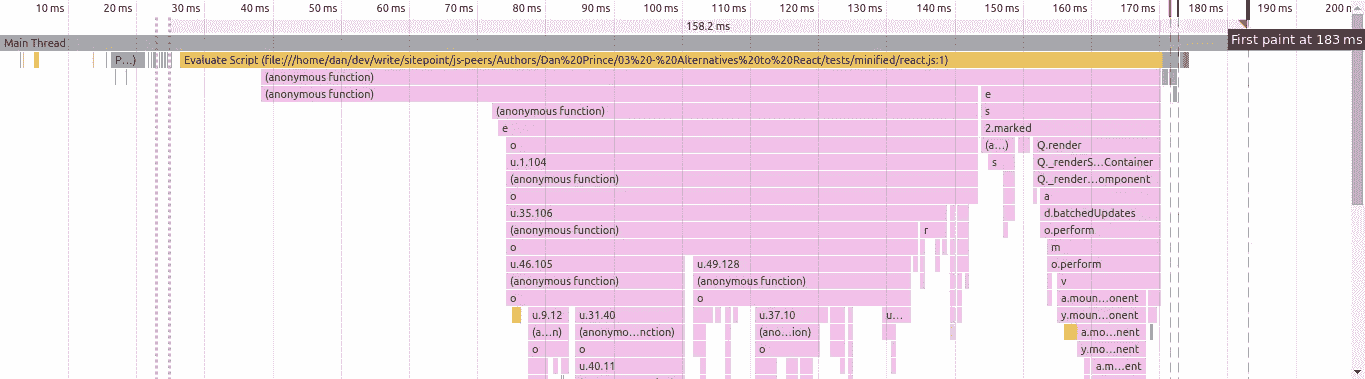 10 ms 20 ms 30 ms 40 ms 50 ms 60 ms 70 ms 80 ms 90 ms 100 ms 110 ms 120 ms 130 ms 140 ms 150 ms 160 ms 170 ms 180 ms 190 ms 200
158.2 ms
Main Thread First paint at 183 ms
P...) Evaluate Script (file:///home/dan/dev/write/sitepoint/js-peers/Authors/Dan%20Prince/03%20-%20Alternatives%20to%20React/tests/minified/react.js:1)
(anonymous function)
(anonymous function) e
(anonymous function) s
e 2.marked
o (a...) Q.render
u.1.104 s Q._renderS...Container
(anonymous function) Q._render...omponent
o a
u.35.106 d.batchedUpdates
(anonymous function) r o.perform
o m
u.46.105 u.49.128 o.perform
(anonymous function) (anonymous function) v
o o a.moun...onent
u.9.12 u.31.40 u.37.10 u... y.moun...onent
(a...n) (anonymo...nction) (ano...ion) a.mo...nent
o o o y.mo...nent
u.40.11 a.m...ent